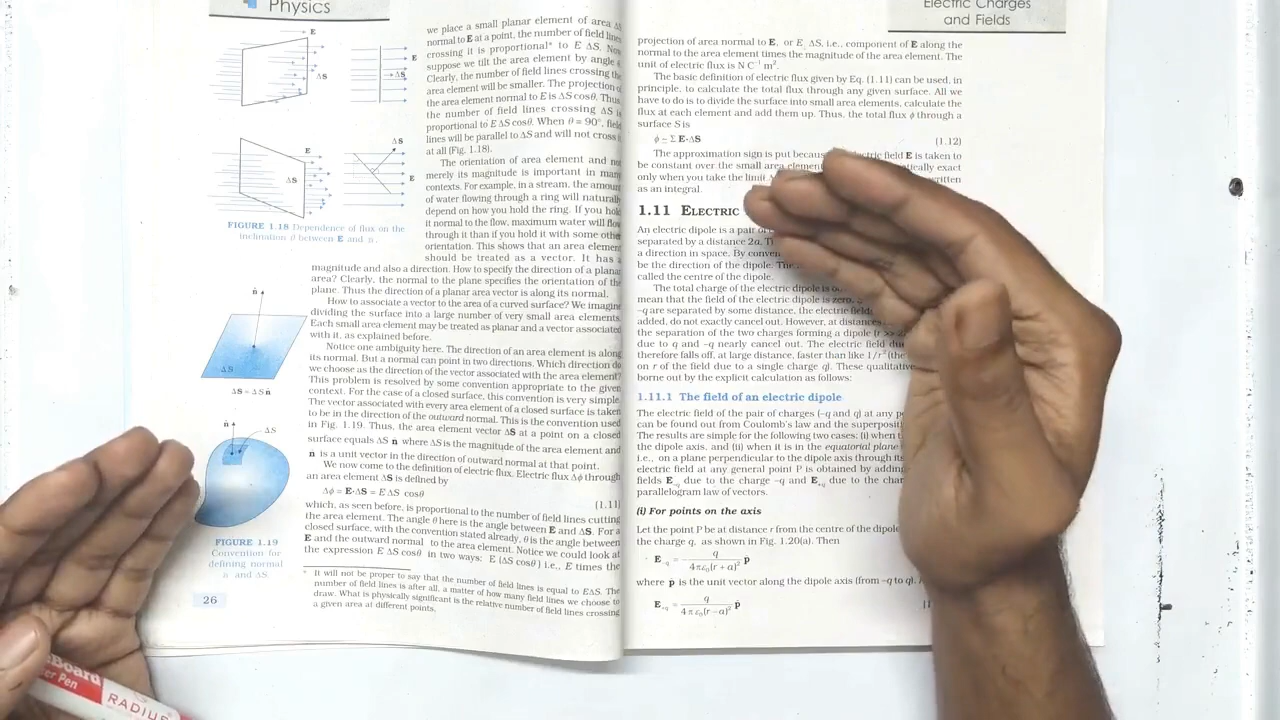 Physics
E
ΔS
E
ΔS
E
ΔS
ΔS
E
FIGURE 1.18 Dependence of flux on the
inclination θ between E and n̂.
n̂
ΔS
ΔS = ΔS n̂
n̂
ΔS
FIGURE 1.19
Convention for
defining normal
n̂ and ΔS.
26
we place a small planar element of area ΔS
normal to E at a point, the number of field lines
crossing it is proportional* to E ΔS. Now
suppose we tilt the area element by angle
Clearly, the number of field lines crossing the
area element will be smaller. The projection of
the area element normal to E is ΔS cosθ. Thus,
the number of field lines crossing ΔS is
proportional to E ΔS cosθ. When θ = 90°, field
lines will be parallel to ΔS and will not cross it
at all (Fig. 1.18).
The orientation of area element and not
merely its magnitude is important in many
contexts. For example, in a stream, the amount
of water flowing through a ring will naturally
depend on how you hold the ring. If you hold
it normal to the flow, maximum water will flow
through it than if you hold it with some other
orientation. This shows that an area element
should be treated as a vector. It has a
magnitude and also a direction. How to specify the direction of a planar
area? Clearly, the normal to the plane specifies the orientation of the
plane. Thus the direction of a planar area vector is along its normal.
How to associate a vector to the area of a curved surface? We imagine
dividing the surface into a large number of very small area elements.
Each small area element may be treated as planar and a vector associated
with it, as explained before.
Notice one ambiguity here. The direction of an area element is along
its normal. But a normal can point in two directions. Which direction do
we choose as the direction of the vector associated with the area element?
This problem is resolved by some convention appropriate to the given
context. For the case of a closed surface, this convention is very simple.
The vector associated with every area element of a closed surface is taken
to be in the direction of the outward normal. This is the convention used
in Fig. 1.19. Thus, the area element vector ΔS at a point on a closed
surface equals ΔS n̂ where ΔS is the magnitude of the area element and
n̂ is a unit vector in the direction of outward normal at that point.
We now come to the definition of electric flux. Electric flux Δϕ through
an area element ΔS is defined by
Δϕ = E·ΔS = E ΔS cosθ (1.11)
which, as seen before, is proportional to the number of field lines cutting
the area element. The angle θ here is the angle between E and ΔS. For a
closed surface, with the convention stated already, θ is the angle between
E and the outward normal to the area element. Notice we could look at
the expression E ΔS cosθ in two ways: E (ΔS cosθ) i.e., E times the
* It will not be proper to say that the number of field lines is equal to EΔS. The
number of field lines is after all, a matter of how many field lines we choose to
draw. What is physically significant is the relative number of field lines crossing
a given area at different points.
Electric Charges
and Fields
projection of area normal to E, or E⊥ ΔS, i.e., component of E along the
normal to the area element times the magnitude of the area element. The
unit of electric flux is N C⁻¹ m².
The basic definition of electric flux given by Eq. (1.11) can be used, in
principle, to calculate the total flux through any given surface. All we
have to do is to divide the surface into small area elements, calculate the
flux at each element and add them up. Thus, the total flux ϕ through a
surface S is
ϕ ~ Σ E·ΔS (1.12)
The approximation sign is put because electric field E is taken to
be constant over the small area element exact
only when you take the limit written
as an integral.
1.11 ELECTRIC
An electric dipole is a pair of
separated by a distance 2a.
a direction in space. By
be the direction of the dipole. The
called the centre of the dipole.
The total charge of the electric dipole is
mean that the field of the electric dipole is zero.
-q are separated by some distance, the electric
added, do not exactly cancel out. However, at distances
the separation of the two charges forming a dipole (r >>
due to q and -q nearly cancel out. The electric field
therefore falls off, at large distance, faster than like 1/r²
on r of the field due to a single charge q). These qualitative
borne out by the explicit calculation as follows:
1.11.1 The field of an electric dipole
The electric field of the pair of charges (-q and q) at any
can be found out from Coulomb's law and the
The results are simple for the following two cases: (i) when
the dipole axis, and (ii) when it is in the equatorial plane
i.e., on a plane perpendicular to the dipole axis through its
electric field at any general point P is obtained by adding
fields E-q due to the charge -q and E+q due to the
parallelogram law of vectors.
(i) For points on the axis
Let the point P be at distance r from the centre of the dipole
the charge q, as shown in Fig. 1.20(a). Then
E-q = - q / 4πε₀(r + a)² p̂
where p̂ is the unit vector along the dipole axis (from -q to q).
E+q = q / 4πε₀(r - a)² p̂
Board
Pen
RADIUS